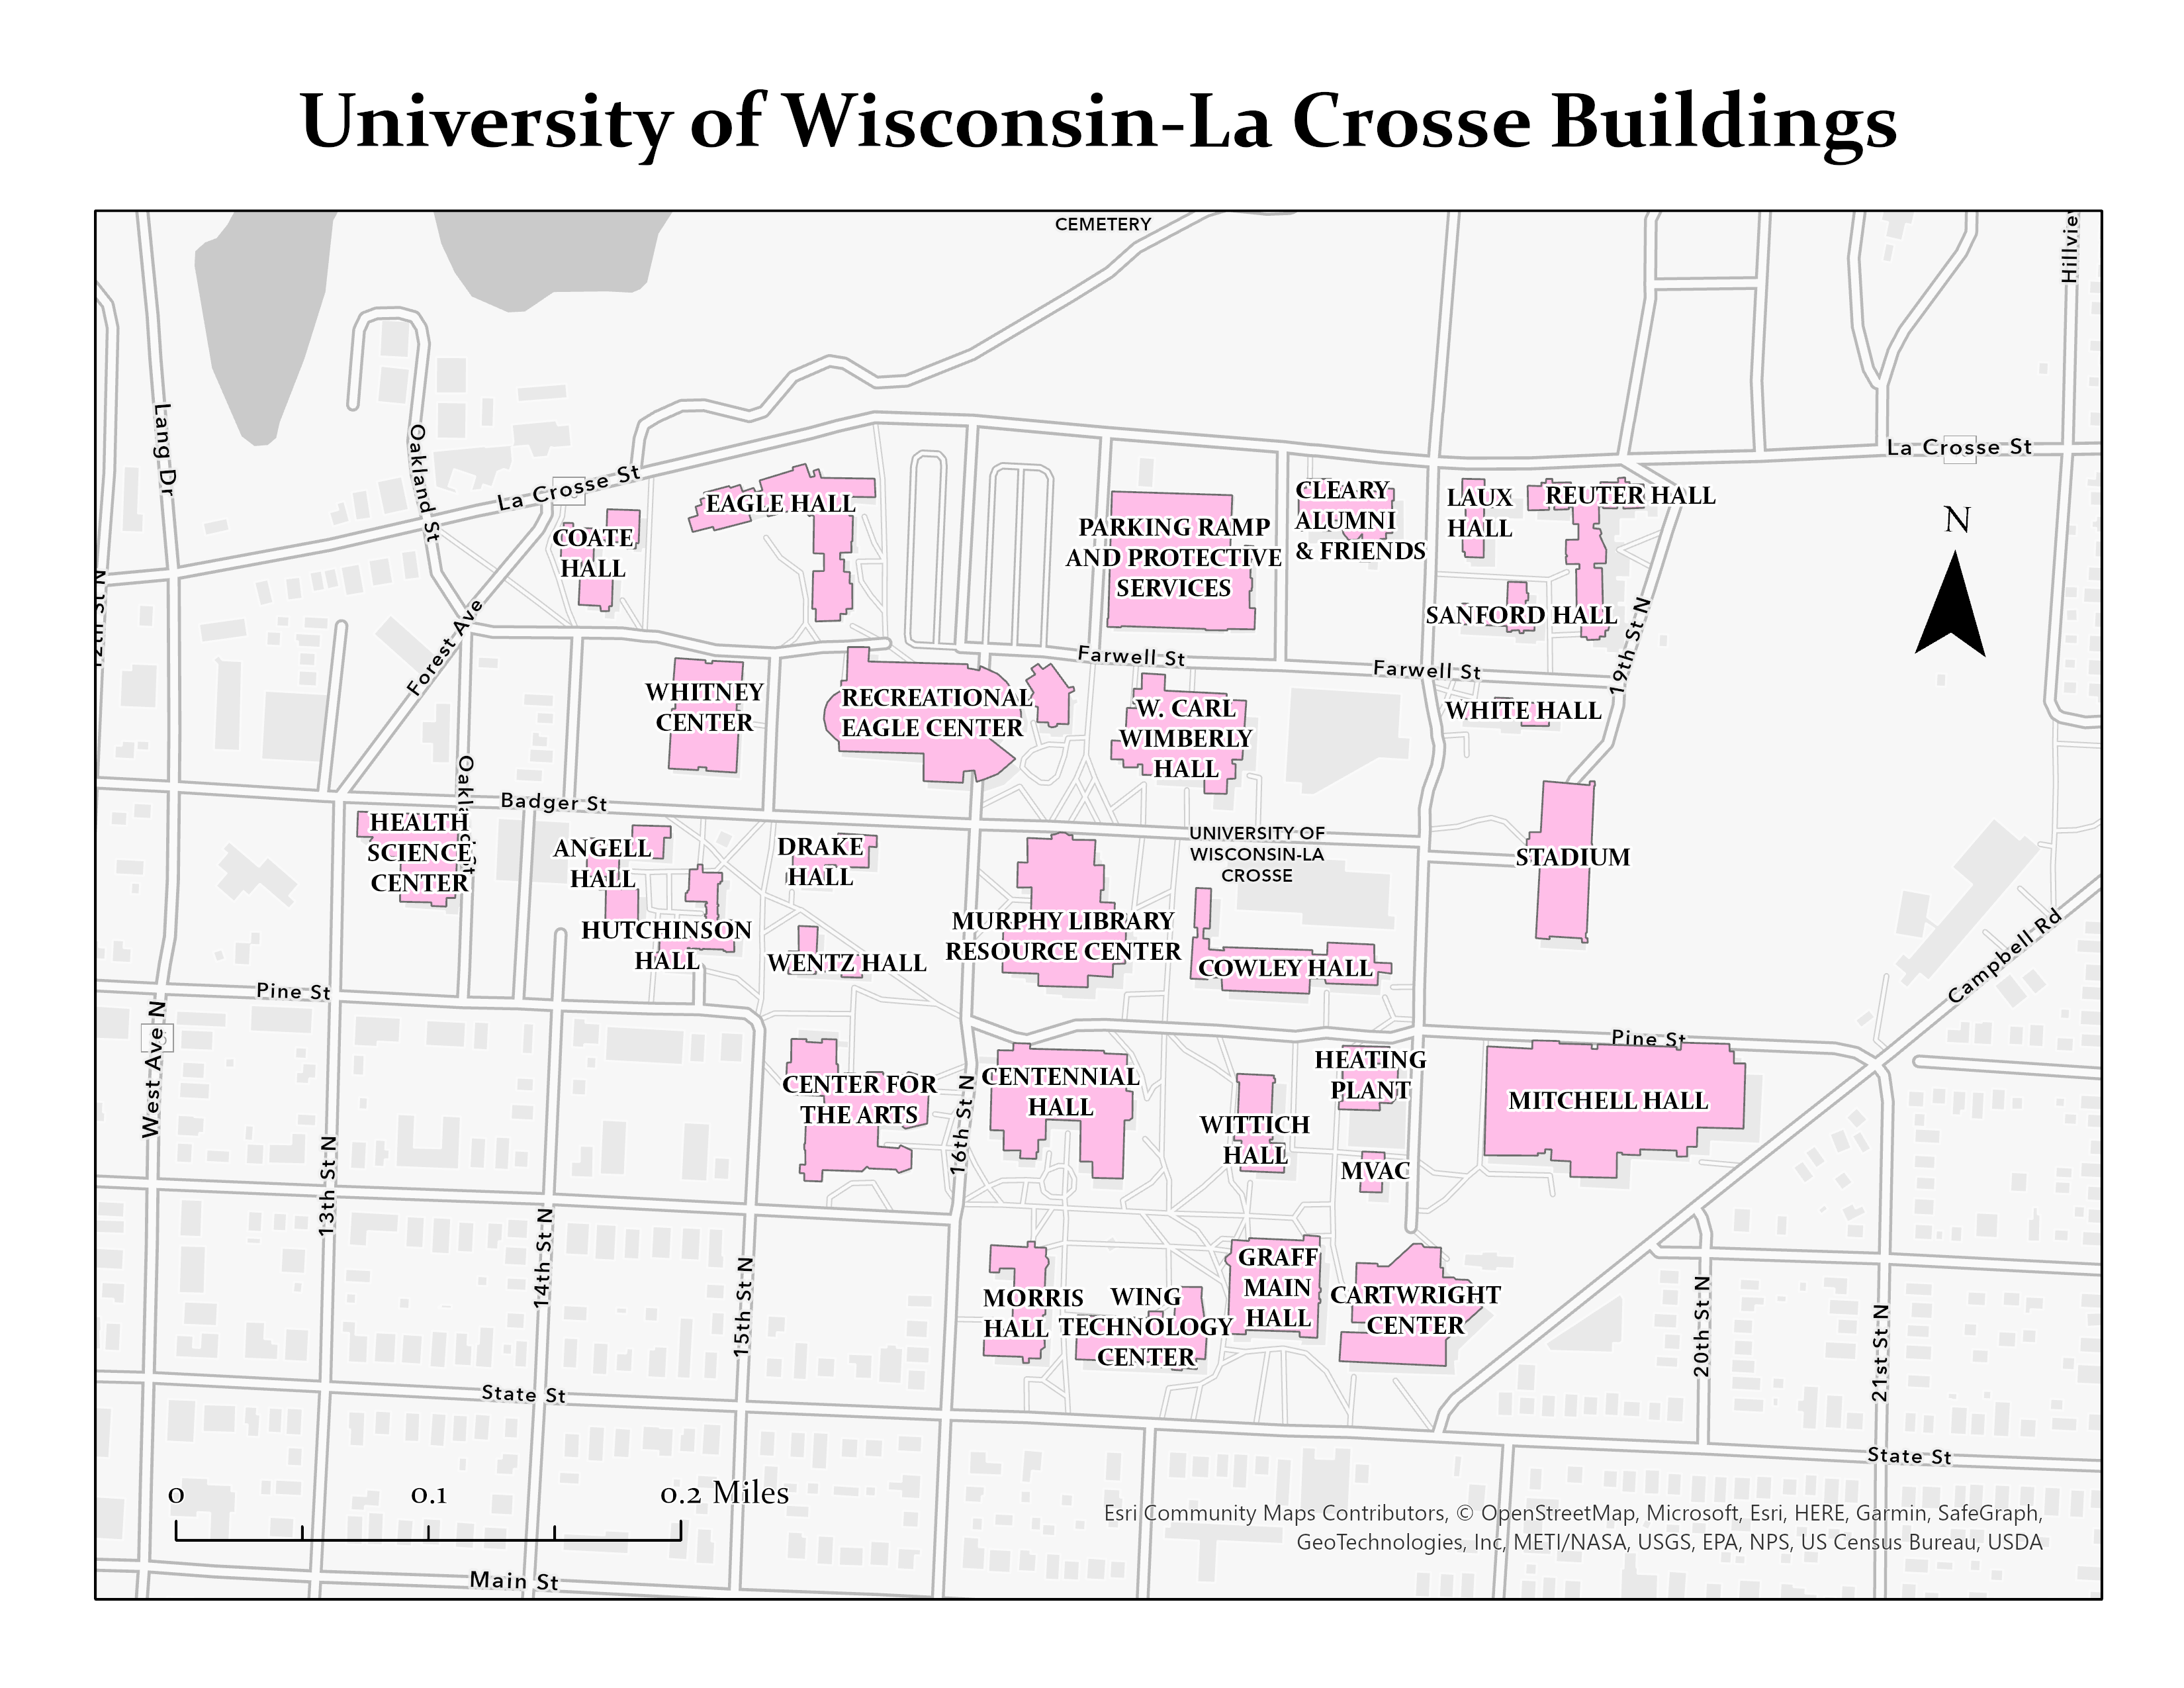 University of Wisconsin-La Crosse Buildings
CEMETERY
Lang Dr
Oakland St
La Crosse St
La Crosse St
EAGLE HALL
COATE
HALL
PARKING RAMP
AND PROTECTIVE
SERVICES
CLEARY
ALUMNI
& FRIENDS
LAUX
HALL
REUTER HALL
N
SANFORD HALL
12th St N
Forest Ave
Farwell St
Farwell St
19th St N
WHITNEY
CENTER
RECREATIONAL
EAGLE CENTER
W. CARL
WIMBERLY
HALL
WHITE HALL
Badger St
HEALTH
SCIENCE
CENTER
ANGELL
HALL
DRAKE
HALL
UNIVERSITY OF
WISCONSIN-LA
CROSSE
STADIUM
HUTCHINSON
HALL
WENTZ HALL
MURPHY LIBRARY
RESOURCE CENTER
COWLEY HALL
Campbell Rd
Pine St
Pine St
West Ave N
CENTER FOR
THE ARTS
CENTENNIAL
HALL
HEATING
PLANT
MITCHELL HALL
WITTICH
HALL
MVAC
13th St N
14th St N
15th St N
16th St N
MORRIS
HALL
WING
TECHNOLOGY
CENTER
GRAFF
MAIN
HALL
CARTWRIGHT
CENTER
20th St N
21st St N
State St
State St
0 0.1 0.2 Miles
Main St
Esri Community Maps Contributors, © OpenStreetMap, Microsoft, Esri, HERE, Garmin, SafeGraph,
GeoTechnologies, Inc, METI/NASA, USGS, EPA, NPS, US Census Bureau, USDA